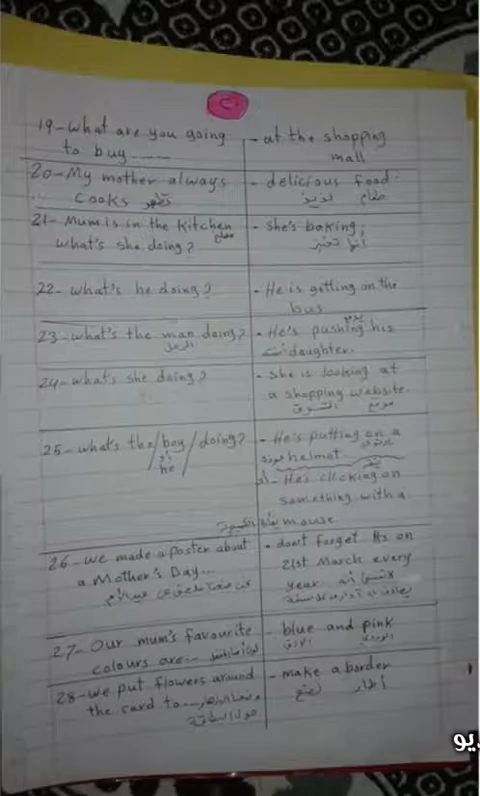 19- what are you going to buy ......
- at the shopping mall
20- My mother always cooks تطهو
- delicious food.
طعام لذيذ
21- Mum is in the kitchen مطبخ
what's she doing?
- she's baking.
أنها تخبز
22- what's he doing?
- He is getting on the bus
23- what's the man doing?
الرجل
- He's pushing his daughter.
24- what's she doing?
- she is looking at a shopping website.
موقع التسوق
25- what's the/boy/doing?
he
- He's putting on a helmet
خوذة
- He's clicking on something with a mouse
26- we made a poster about a Mother's Day...
- don't forget Its on 21st March every year
27- Our mum's favourite colours are...
- blue and pink
الازرق الوردي
28- we put flowers around the card to....
حول البطاقة
- make a border
لصنع أطار